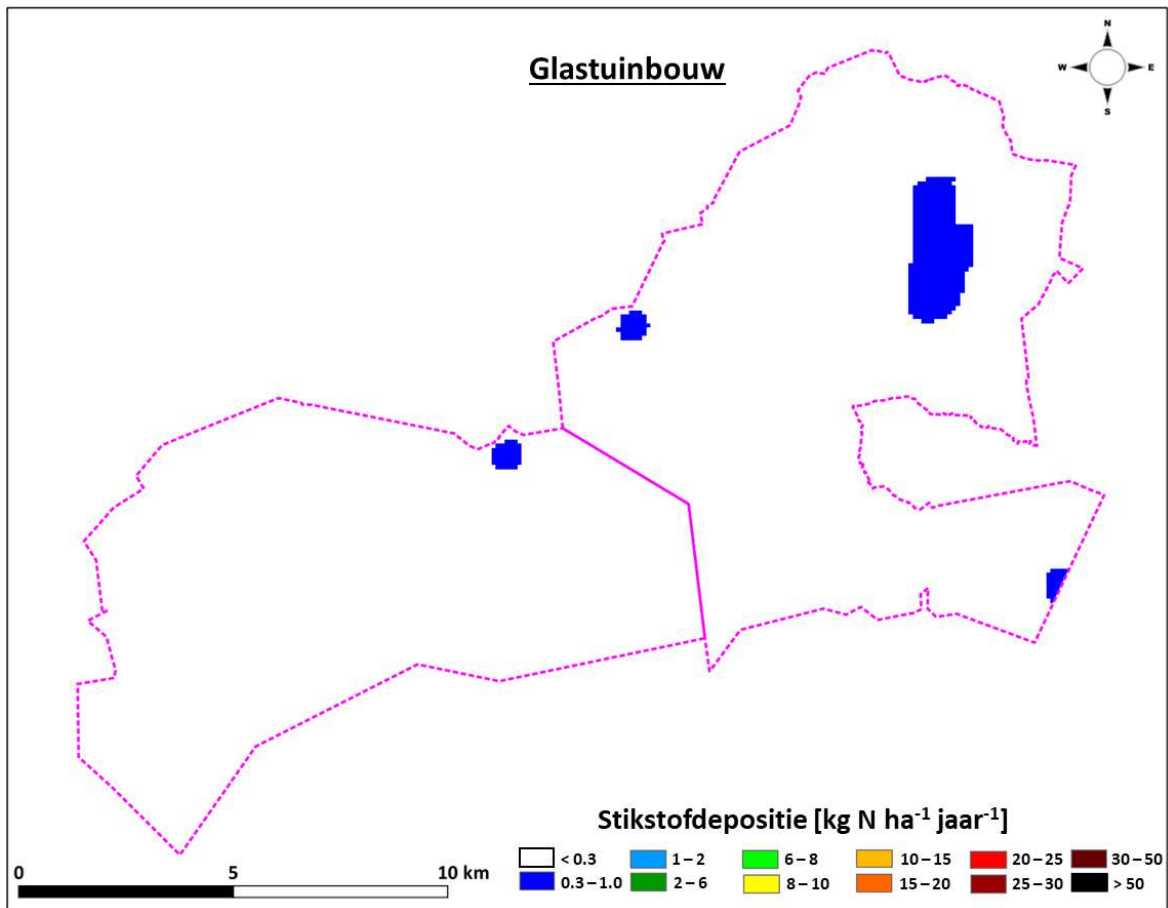 Glastuinbouw
N
W E
S
Stikstofdepositie [kg N ha⁻¹ jaar⁻¹]
< 0.3 1 – 2 6 – 8 10 – 15 20 – 25 30 – 50
0.3 – 1.0 2 – 6 8 – 10 15 – 20 25 – 30 > 50
0 5 10 km